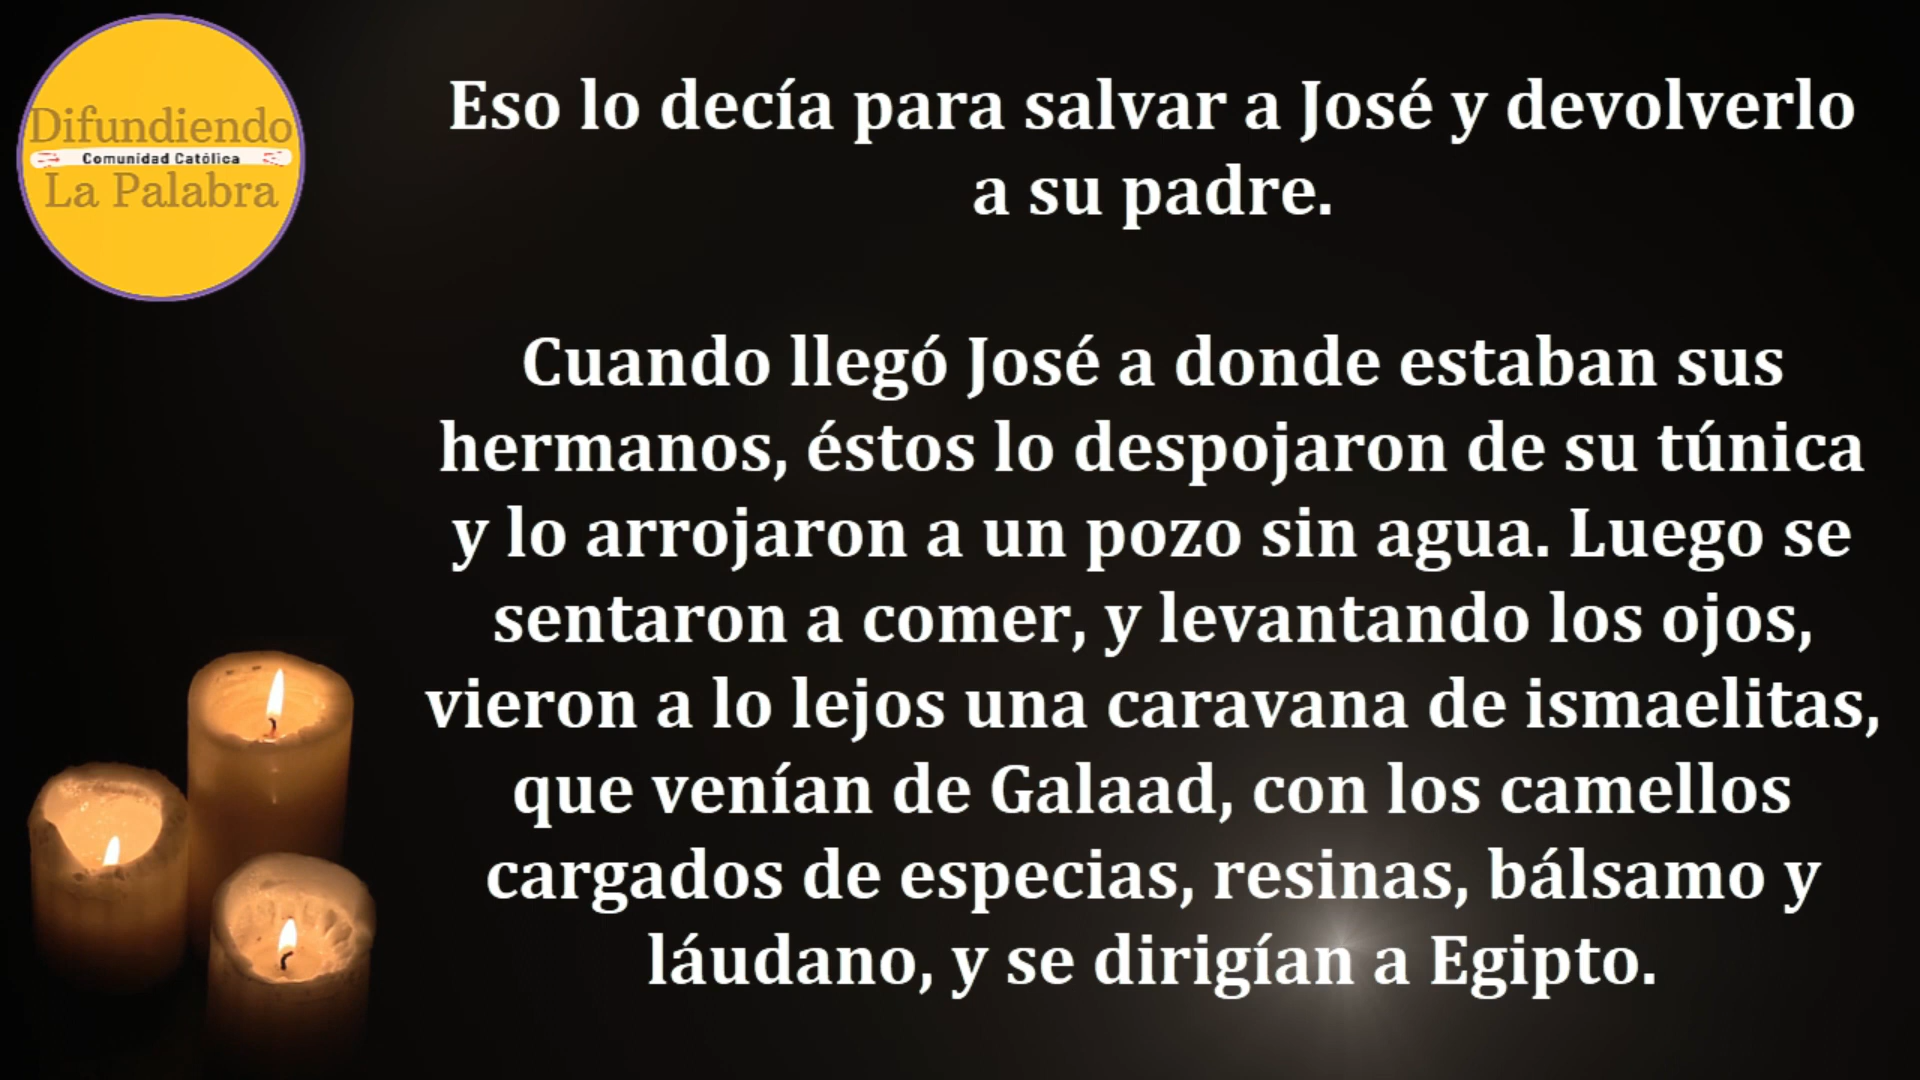 Difundiendo
Comunidad Católica
La Palabra
Eso lo decía para salvar a José y devolverlo
a su padre.
Cuando llegó José a donde estaban sus
hermanos, éstos lo despojaron de su túnica
y lo arrojaron a un pozo sin agua. Luego se
sentaron a comer, y levantando los ojos,
vieron a lo lejos una caravana de ismaelitas,
que venían de Galaad, con los camellos
cargados de especias, resinas, bálsamo y
láudano, y se dirigían a Egipto.